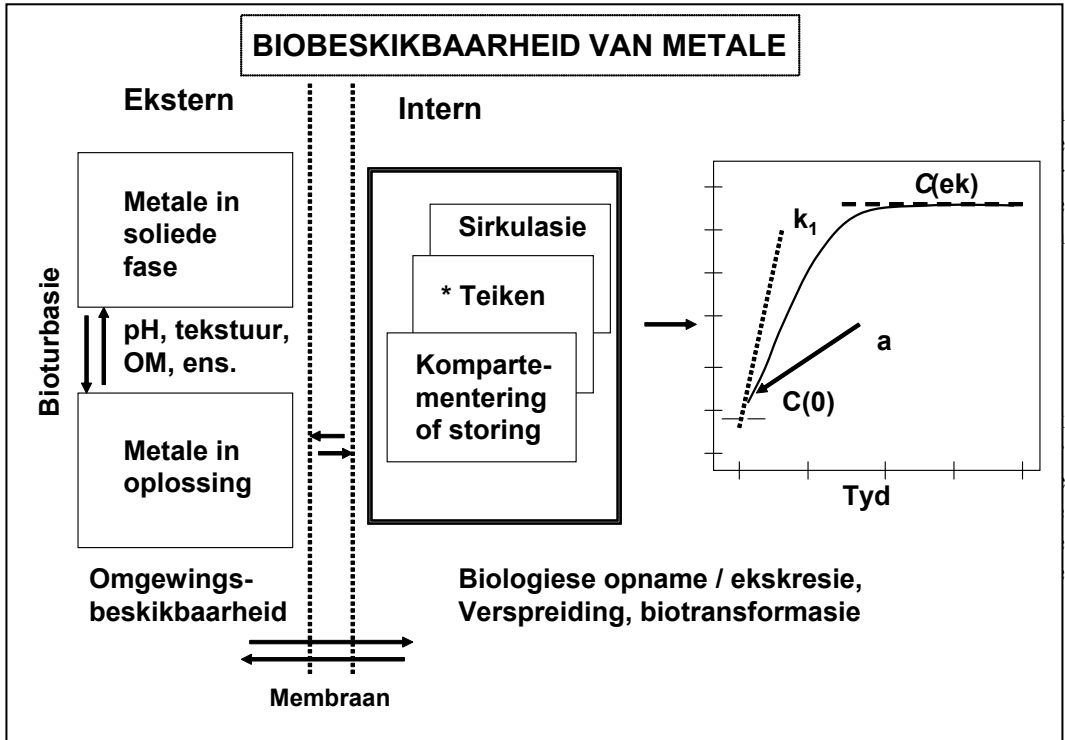 BIOBESKIKBAARHEID VAN METALE
Ekstern
Intern
Metale in
soliede
fase
Bioturbasie
pH, tekstuur,
OM, ens.
Metale in
oplossing
Sirkulasie
* Teiken
Komparte-
mentering
of storing
C(ek)
k₁
a
C(0)
Tyd
Omgewings-
beskikbaarheid
Biologiese opname / ekskresie,
Verspreiding, biotransformasie
Membraan